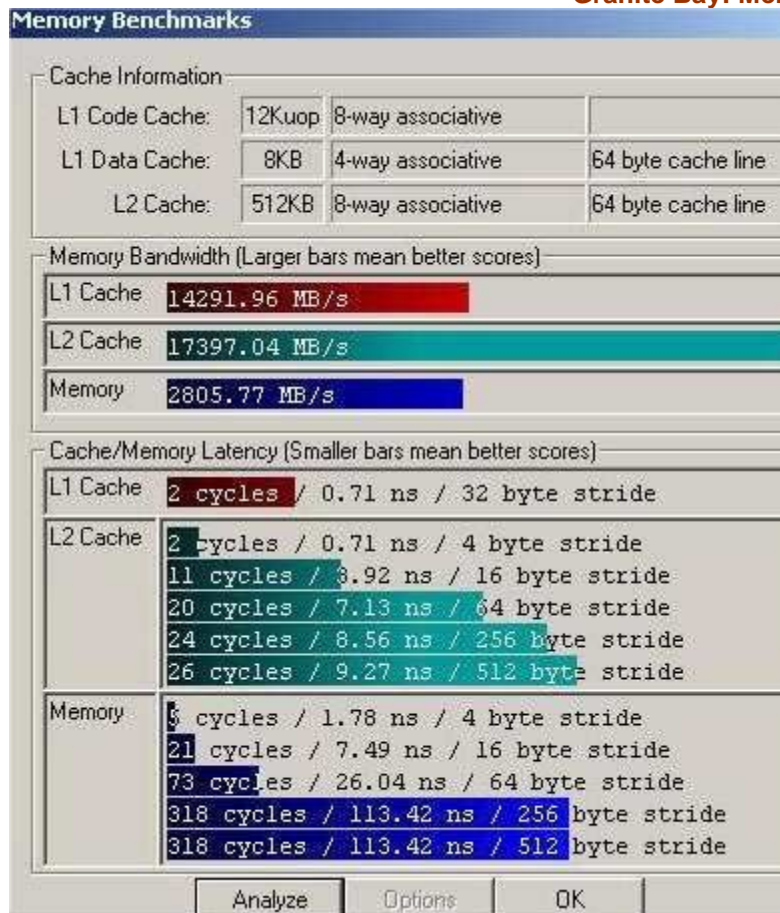 Granite Bay: Me
Memory Benchmarks
Cache Information
L1 Code Cache: 12Kuop 8-way associative
L1 Data Cache: 8KB 4-way associative 64 byte cache line
L2 Cache: 512KB 8-way associative 64 byte cache line
Memory Bandwidth (Larger bars mean better scores)
L1 Cache 14291.96 MB/s
L2 Cache 17397.04 MB/s
Memory 2805.77 MB/s
Cache/Memory Latency (Smaller bars mean better scores)
L1 Cache 2 cycles / 0.71 ns / 32 byte stride
L2 Cache 2 cycles / 0.71 ns / 4 byte stride
11 cycles / 3.92 ns / 16 byte stride
20 cycles / 7.13 ns / 64 byte stride
24 cycles / 8.56 ns / 256 byte stride
26 cycles / 9.27 ns / 512 byte stride
Memory 5 cycles / 1.78 ns / 4 byte stride
21 cycles / 7.49 ns / 16 byte stride
73 cycles / 26.04 ns / 64 byte stride
318 cycles / 113.42 ns / 256 byte stride
318 cycles / 113.42 ns / 512 byte stride
Analyze Options OK